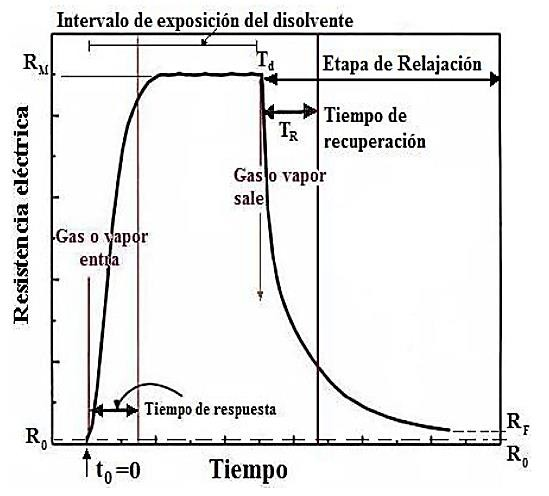 Intervalo de exposición del disolvente
R_M
T_d
Etapa de Relajación
T_R
Tiempo de
recuperación
Gas o vapor
sale
Gas o vapor
entra
Resistencia eléctrica
Tiempo de respuesta
R_F
R_0
R_0
t_0 =0
Tiempo